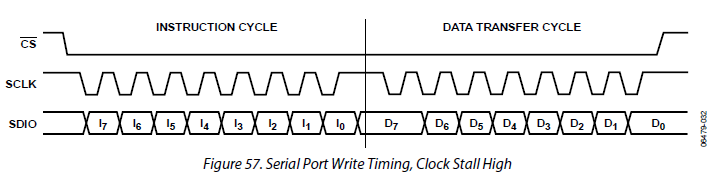 INSTRUCTION CYCLE DATA TRANSFER CYCLE
CS
SCLK
SDIO I7 I6 I5 I4 I3 I2 I1 I0 D7 D6 D5 D4 D3 D2 D1 D0
06479-032
Figure 57. Serial Port Write Timing, Clock Stall High